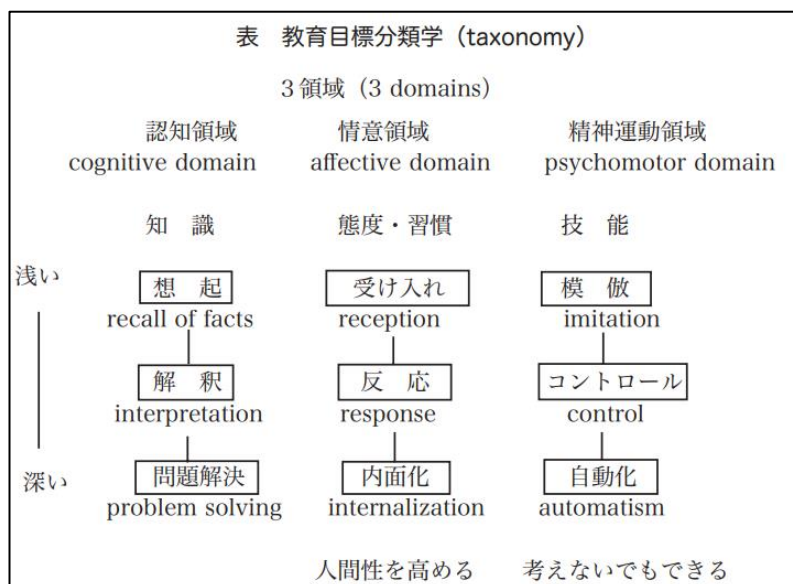 表 教育目標分類学（taxonomy）
3領域（3 domains）
認知領域 情意領域 精神運動領域
cognitive domain affective domain psychomotor domain
知 識 態度・習慣 技 能
浅い 想 起 受け入れ 模 倣
recall of facts reception imitation
解 釈 反 応 コントロール
interpretation response control
深い 問題解決 内面化 自動化
problem solving internalization automatism
人間性を高める 考えないでもできる